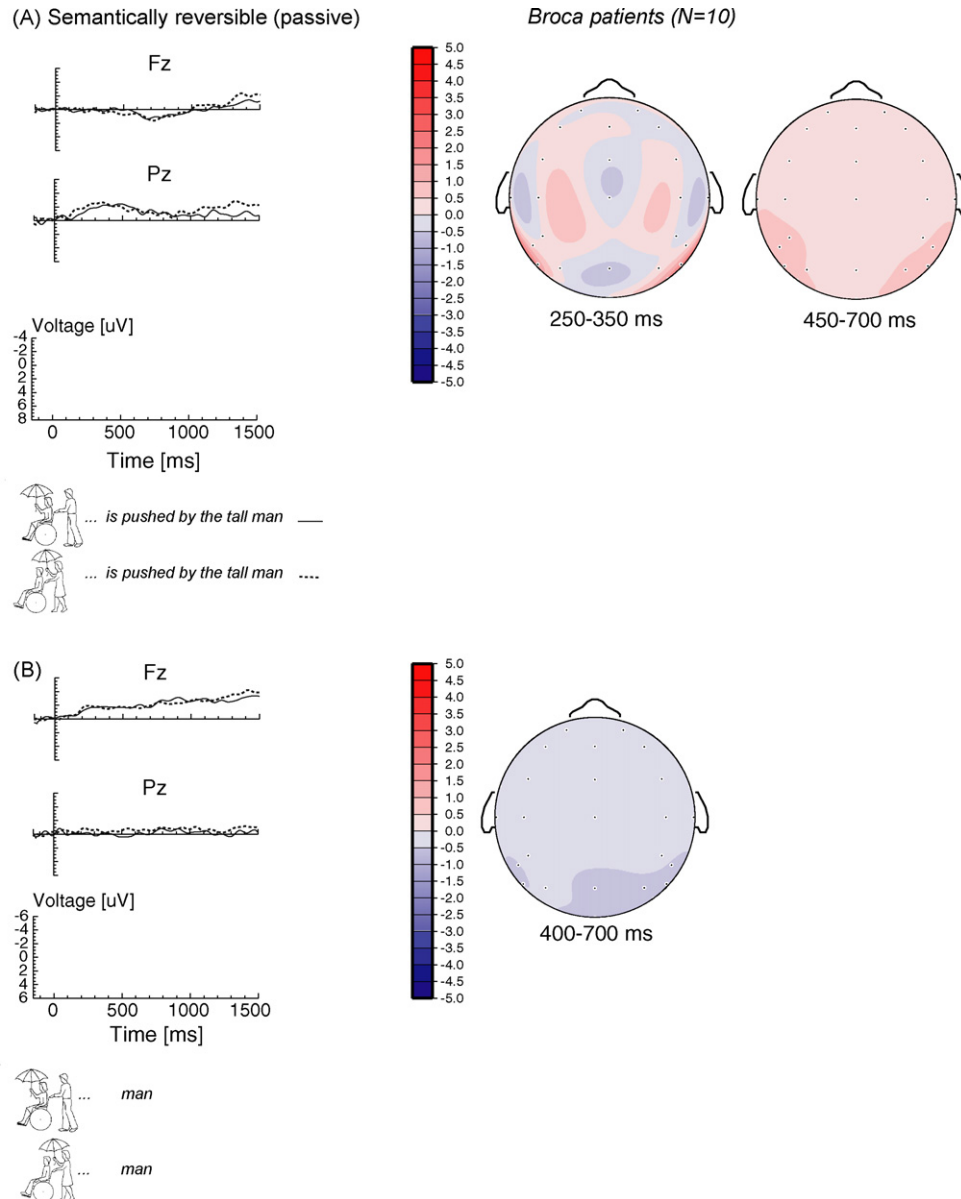 (A) Semantically reversible (passive)
Broca patients (N=10)
Fz
Pz
Voltage [uV]
-4
-2
0
2
4
6
8
0 500 1000 1500
Time [ms]
5.0
4.5
4.0
3.5
3.0
2.5
2.0
1.5
1.0
0.5
0.0
-0.5
-1.0
-1.5
-2.0
-2.5
-3.0
-3.5
-4.0
-4.5
-5.0
250-350 ms
450-700 ms
... is pushed by the tall man
... is pushed by the tall man
(B)
Fz
Pz
Voltage [uV]
-6
-4
-2
0
2
4
6
0 500 1000 1500
Time [ms]
5.0
4.5
4.0
3.5
3.0
2.5
2.0
1.5
1.0
0.5
0.0
-0.5
-1.0
-1.5
-2.0
-2.5
-3.0
-3.5
-4.0
-4.5
-5.0
400-700 ms
... man
... man